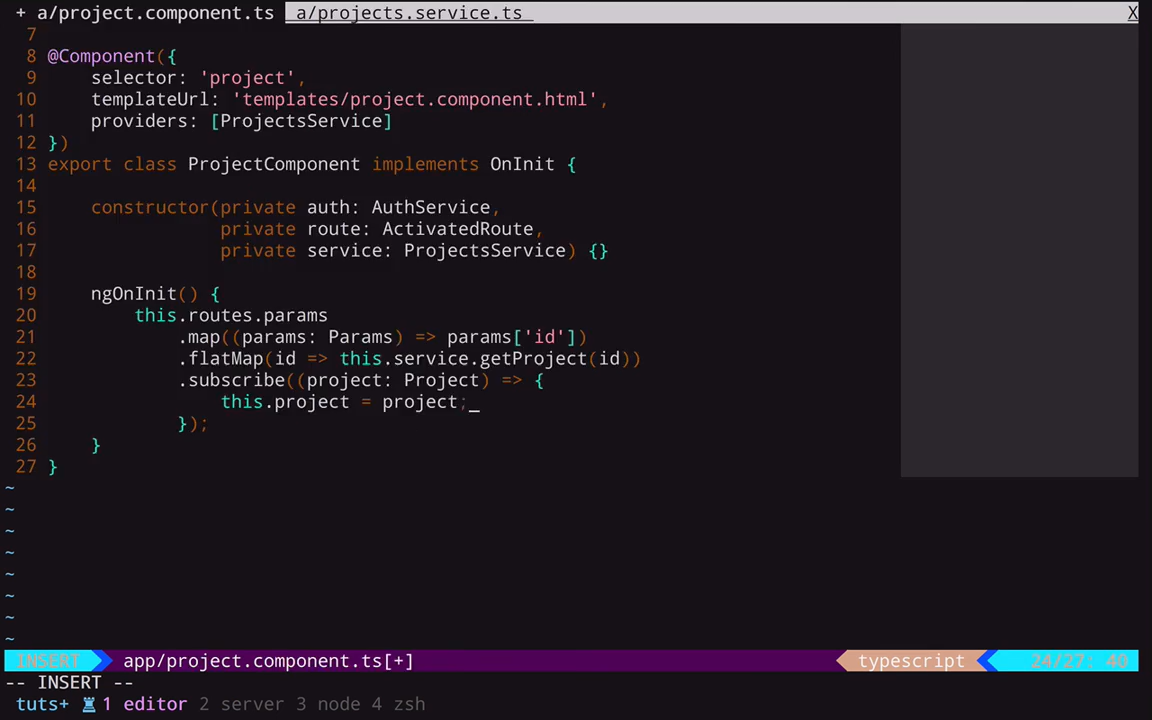 + a/project.component.ts  a/projects.service.ts  X
7
8 @Component({
9     selector: 'project',
10     templateUrl: 'templates/project.component.html',
11     providers: [ProjectsService]
12 })
13 export class ProjectComponent implements OnInit {
14
15     constructor(private auth: AuthService,
16                 private route: ActivatedRoute,
17                 private service: ProjectsService) {}
18
19     ngOnInit() {
20         this.routes.params
21             .map((params: Params) => params['id'])
22             .flatMap(id => this.service.getProject(id))
23             .subscribe((project: Project) => {
24                 this.project = project;_
25             });
26     }
27 }
~
~
~
~
~
~
~
~
INSERT  app/project.component.ts[+]  typescript  24/27: 40
-- INSERT --
tuts+ ♜1 editor 2 server 3 node 4 zsh